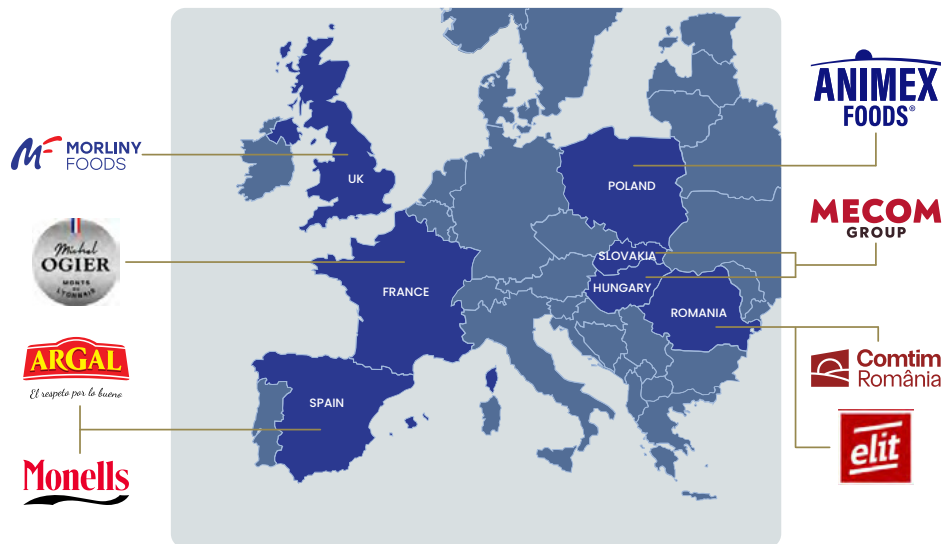 ANIMEX
FOODS®
MF MORLINY
FOODS
UK
POLAND
MECOM
GROUP
Michel
OGIER
MONTS
DU
LYONNAIS
SLOVAKIA
HUNGARY
FRANCE
ROMANIA
ARGAL
El respeto por lo bueno
SPAIN
Comtim
România
Monells
elit